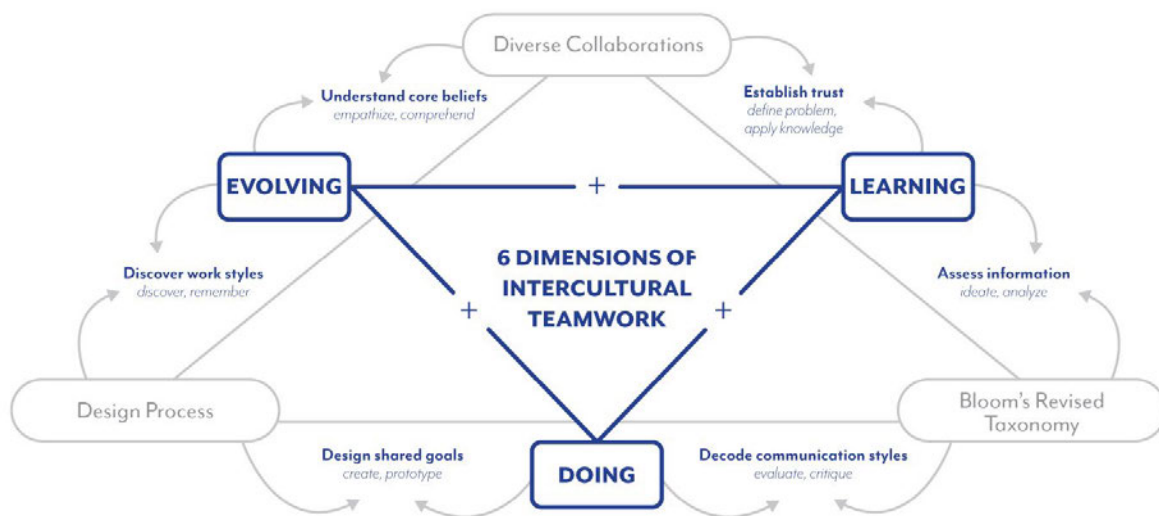 Diverse Collaborations
Understand core beliefs
empathize, comprehend
Establish trust
define problem,
apply knowledge
EVOLVING
+
LEARNING
Discover work styles
discover, remember
6 DIMENSIONS OF
INTERCULTURAL
TEAMWORK
Assess information
ideate, analyze
+
+
Design Process
Bloom's Revised
Taxonomy
Design shared goals
create, prototype
DOING
Decode communication styles
evaluate, critique